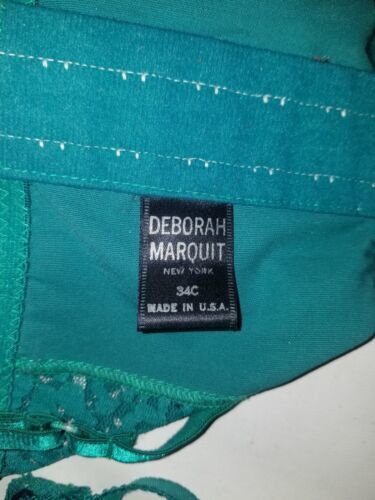 DEBORAH
MARQUIT
NEW YORK
34C
MADE IN U.S.A.